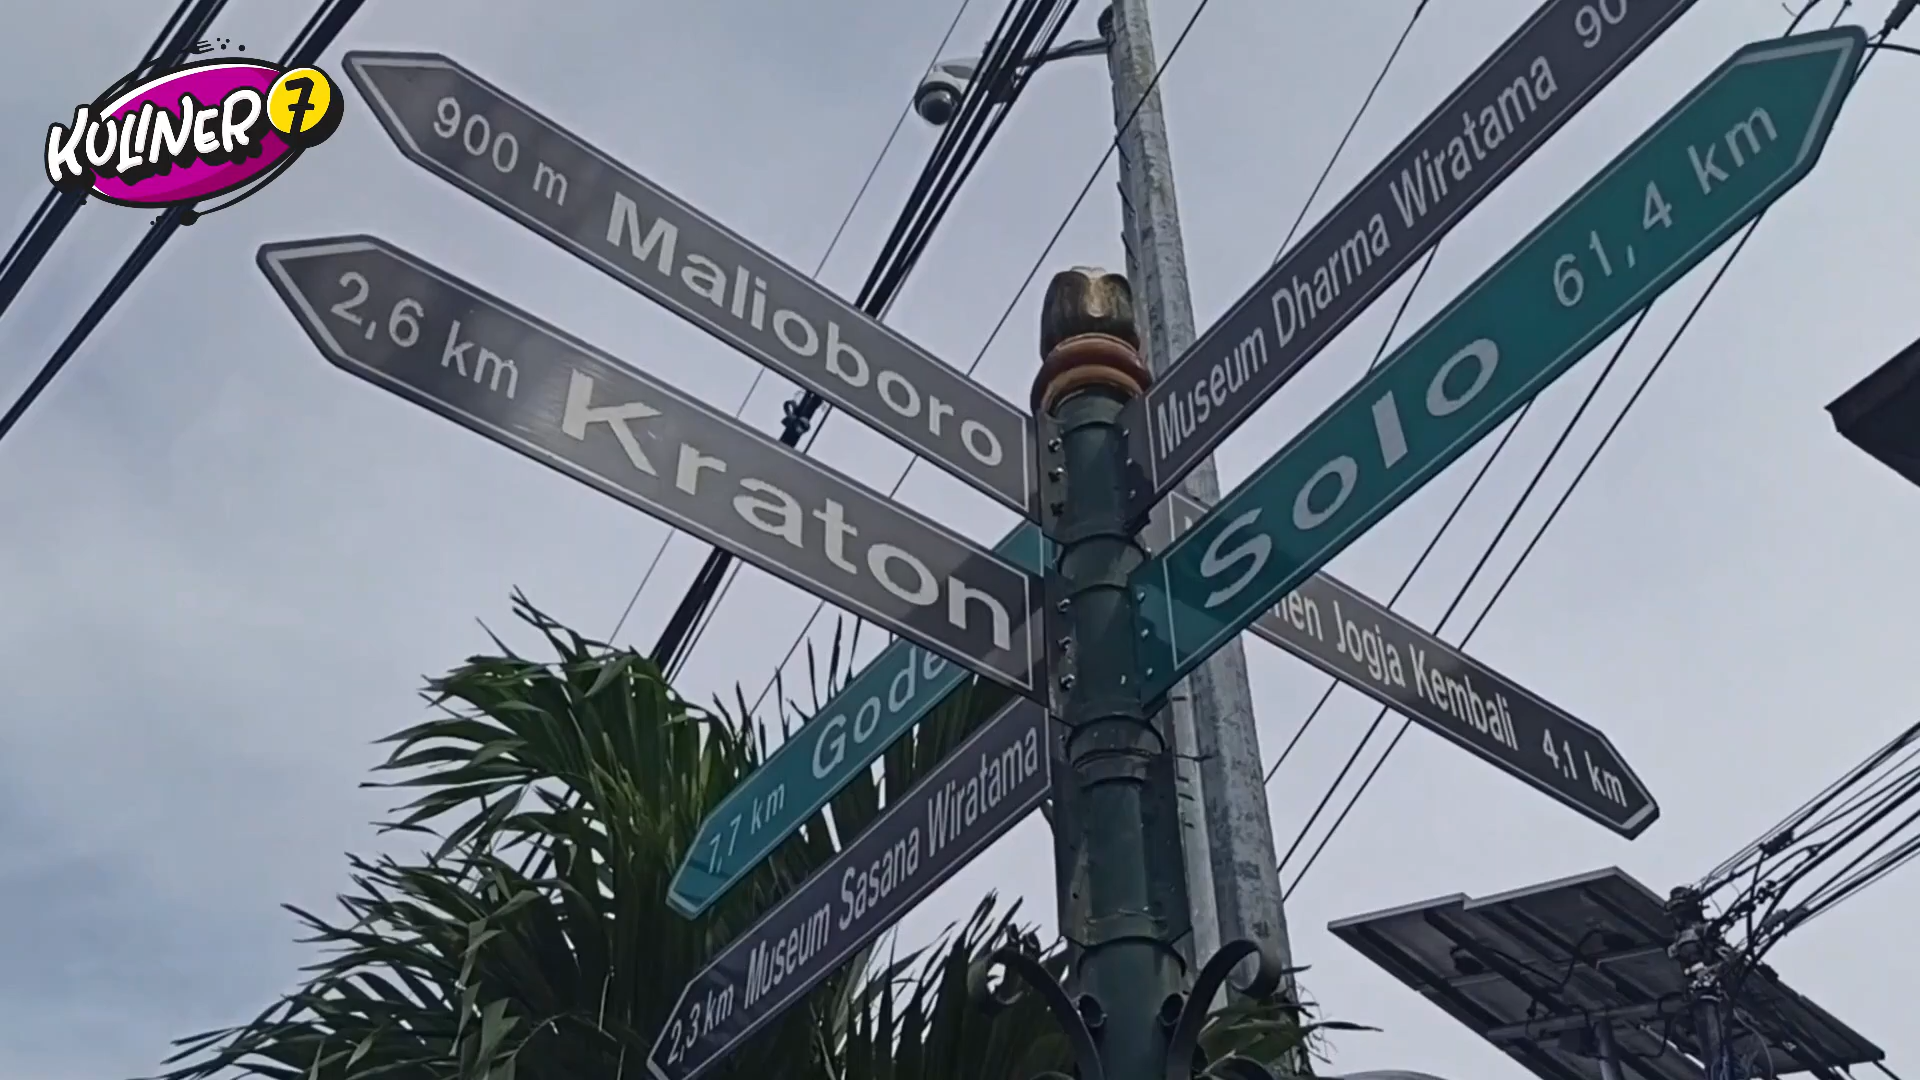 KULINER 7
900 m Malioboro
2,6 km Kraton
Museum Dharma Wiratama 90
Solo 61,4 km
Jogja Kembali 4,1 km
7,7 km Gode
2,3 km Museum Sasana Wiratama